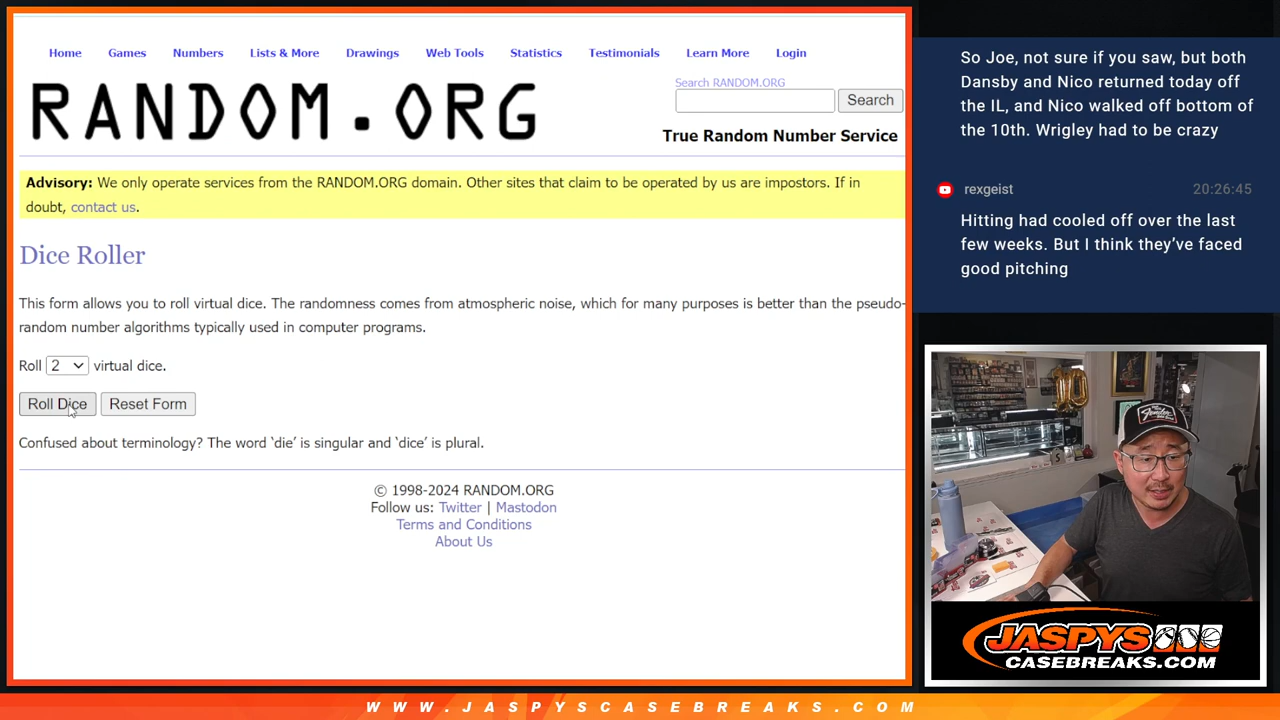 Home Games Numbers Lists & More Drawings Web Tools Statistics Testimonials Learn More Login
RANDOM.ORG
Search RANDOM.ORG
Search
True Random Number Service
Advisory: We only operate services from the RANDOM.ORG domain. Other sites that claim to be operated by us are impostors. If in
doubt, contact us.
Dice Roller
This form allows you to roll virtual dice. The randomness comes from atmospheric noise, which for many purposes is better than the pseudo-
random number algorithms typically used in computer programs.
Roll 2 virtual dice.
Roll Dice Reset Form
Confused about terminology? The word ‘die’ is singular and ‘dice’ is plural.
© 1998-2024 RANDOM.ORG
Follow us: Twitter | Mastodon
Terms and Conditions
About Us
So Joe, not sure if you saw, but both
Dansby and Nico returned today off
the IL, and Nico walked off bottom of
the 10th. Wrigley had to be crazy
rexgeist 20:26:45
Hitting had cooled off over the last
few weeks. But I think they’ve faced
good pitching
10
Fender
JASPYS
CASEBREAKS.COM
WWW.JASPYSCASEBREAKS.COM